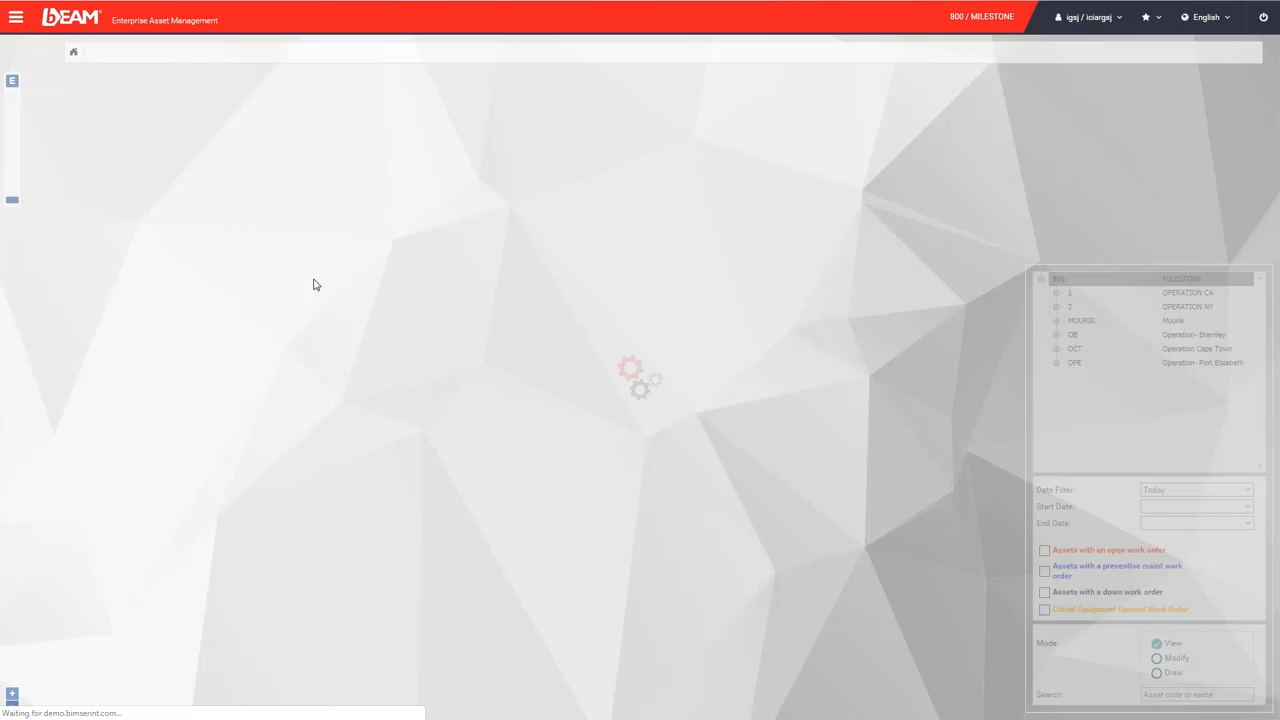 bEAM Enterprise Asset Management 800 / MILESTONE igsj / iciargsj English
E
800 MILESTONE
1 OPERATION CA
2 OPERATION NY
MOURIK Mourik
OB Operation- Bramley
OCT Operation Caps Town
OPE Operation- Port Elizabeth
Date Filter: Today
Start Date:
End Date:
Assets with an open work order
Assets with a preventive maint work
order
Assets with a down work order
Closed Equipment Opened Work Order
Mode: View
Modify
Draw
Search: Asset code or name
Waiting for demo.bimserint.com...